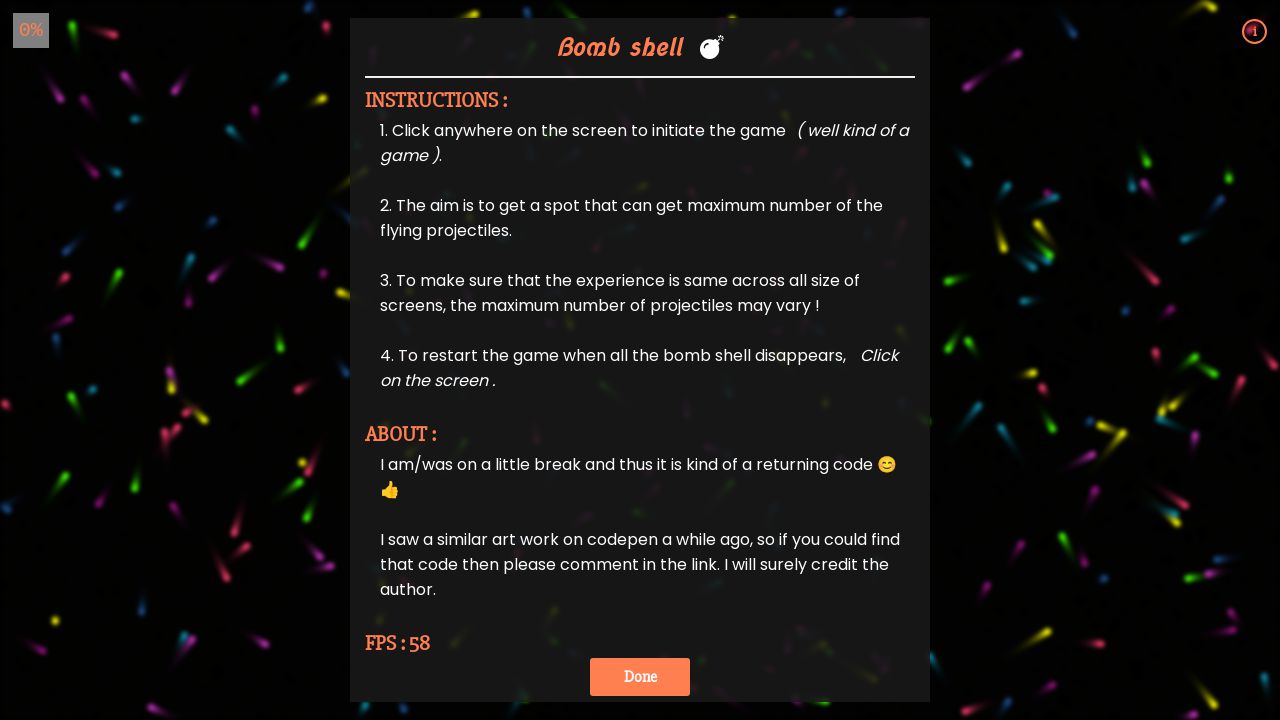 0%
i
Bomb shell 💣
INSTRUCTIONS :
1. Click anywhere on the screen to initiate the game ( well kind of a
game ).
2. The aim is to get a spot that can get maximum number of the
flying projectiles.
3. To make sure that the experience is same across all size of
screens, the maximum number of projectiles may vary !
4. To restart the game when all the bomb shell disappears, Click
on the screen .
ABOUT :
I am/was on a little break and thus it is kind of a returning code 😊
👍
I saw a similar art work on codepen a while ago, so if you could find
that code then please comment in the link. I will surely credit the
author.
FPS : 58
Done